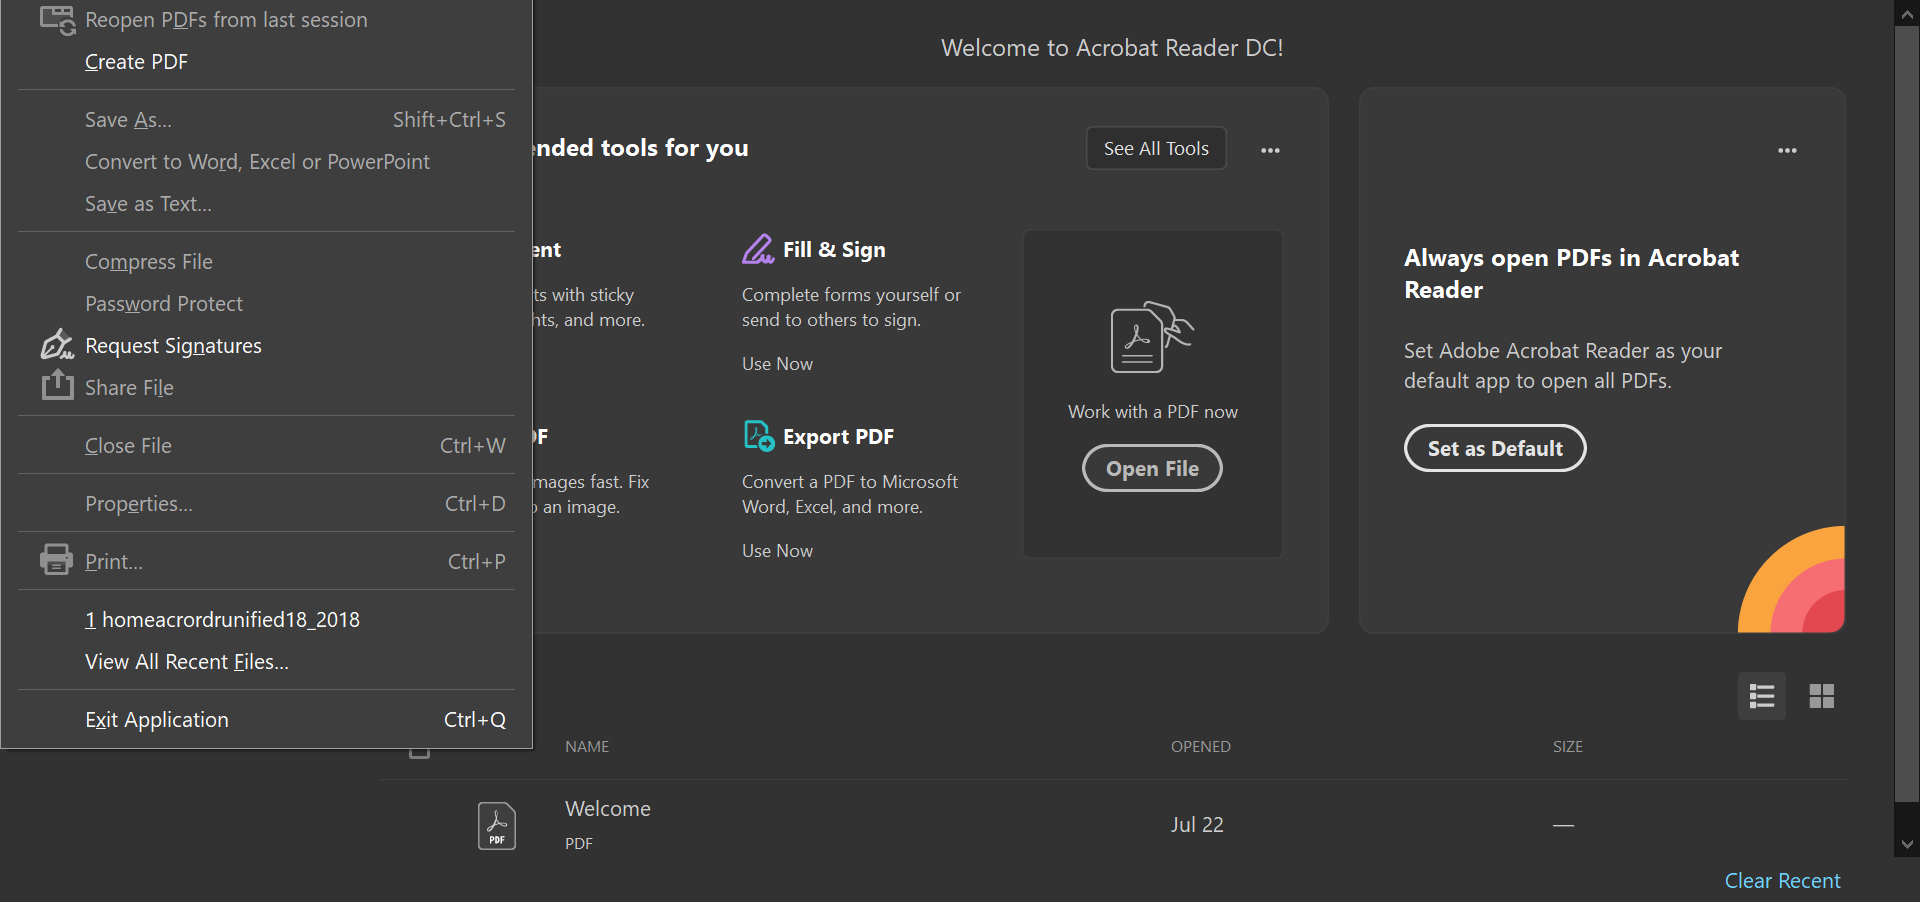 Reopen PDFs from last session
Create PDF
Save As... Shift+Ctrl+S
Convert to Word, Excel or PowerPoint
Save as Text...
Compress File
Password Protect
Request Signatures
Share File
Close File Ctrl+W
Properties... Ctrl+D
Print... Ctrl+P
1 homeacrordrunified18_2018
View All Recent Files...
Exit Application Ctrl+Q
Welcome to Acrobat Reader DC!
ended tools for you
See All Tools
ent
ts with sticky
hts, and more.
Fill & Sign
Complete forms yourself or
send to others to sign.
Use Now
DF
mages fast. Fix
o an image.
Export PDF
Convert a PDF to Microsoft
Word, Excel, and more.
Use Now
Work with a PDF now
Open File
Always open PDFs in Acrobat
Reader
Set Adobe Acrobat Reader as your
default app to open all PDFs.
Set as Default
NAME OPENED SIZE
PDF
Welcome
PDF
Jul 22 —
Clear Recent